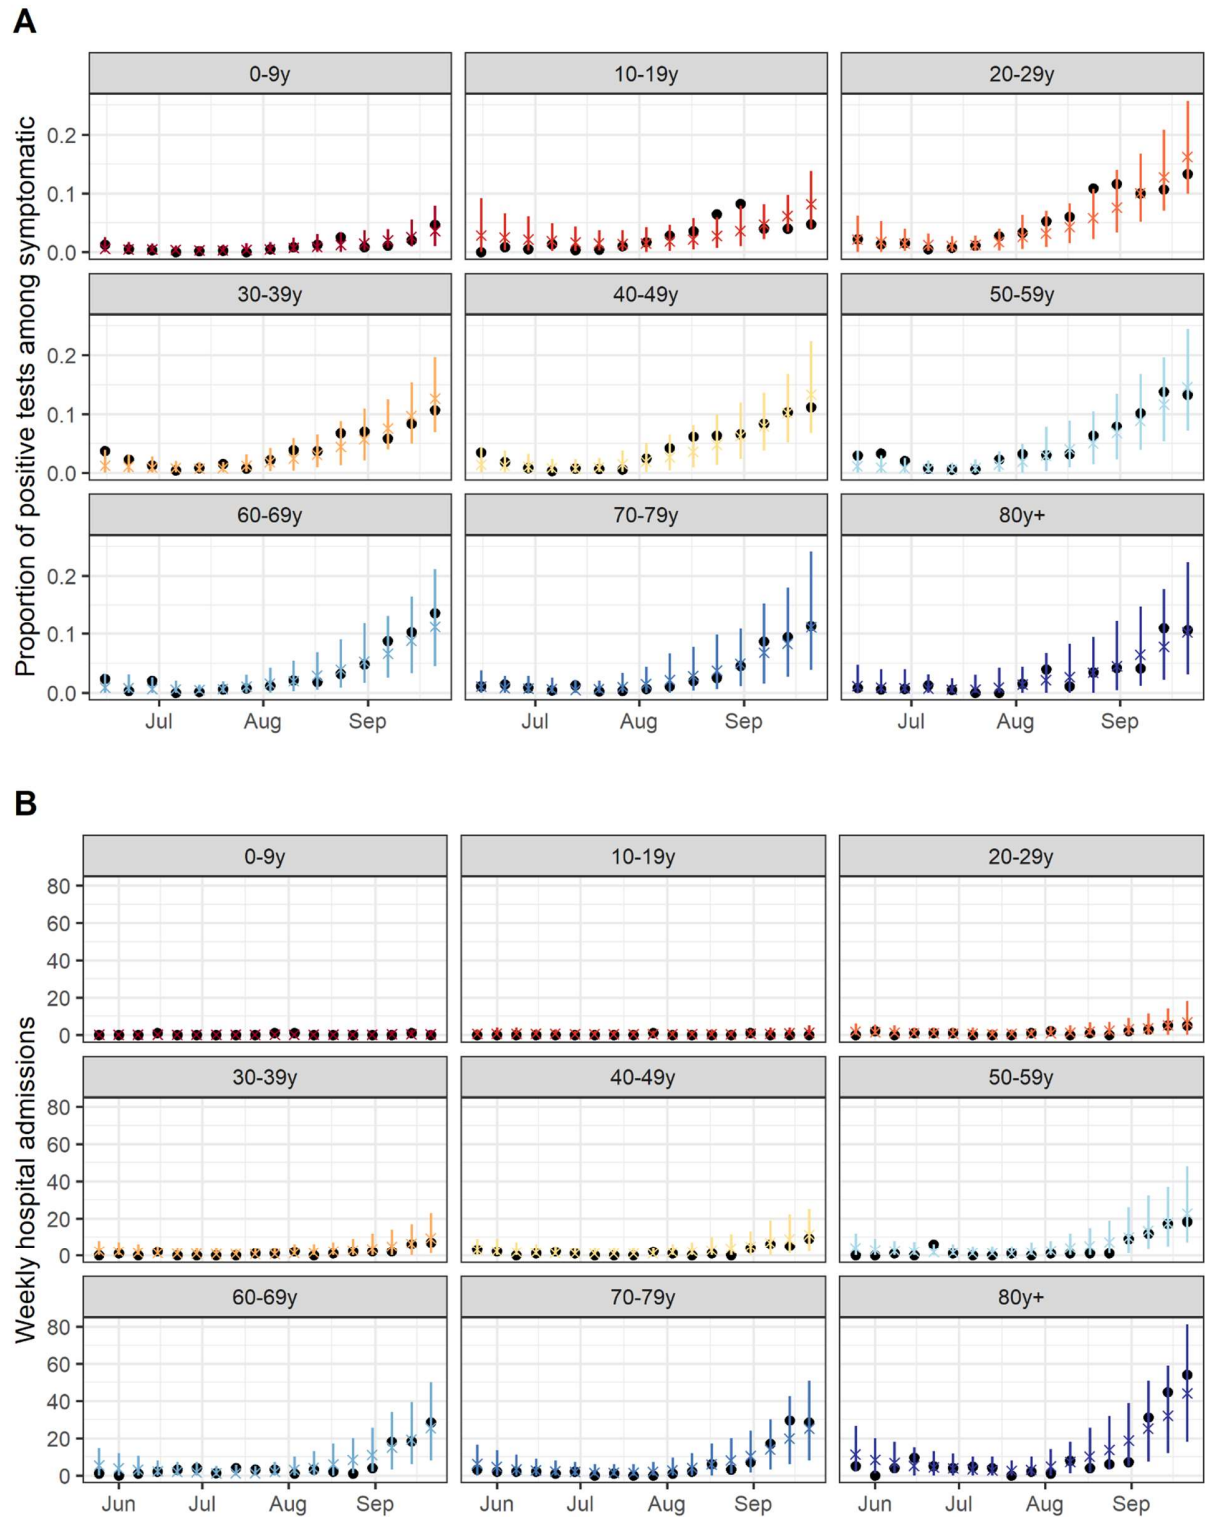 A
Proportion of positive tests among symptomatic
0-9y 10-19y 20-29y
0.2
0.1
0.0
30-39y 40-49y 50-59y
0.2
0.1
0.0
60-69y 70-79y 80y+
0.2
0.1
0.0
Jul Aug Sep Jul Aug Sep Jul Aug Sep
B
Weekly hospital admissions
0-9y 10-19y 20-29y
80
60
40
20
0
30-39y 40-49y 50-59y
80
60
40
20
0
60-69y 70-79y 80y+
80
60
40
20
0
Jun Jul Aug Sep Jun Jul Aug Sep Jun Jul Aug Sep